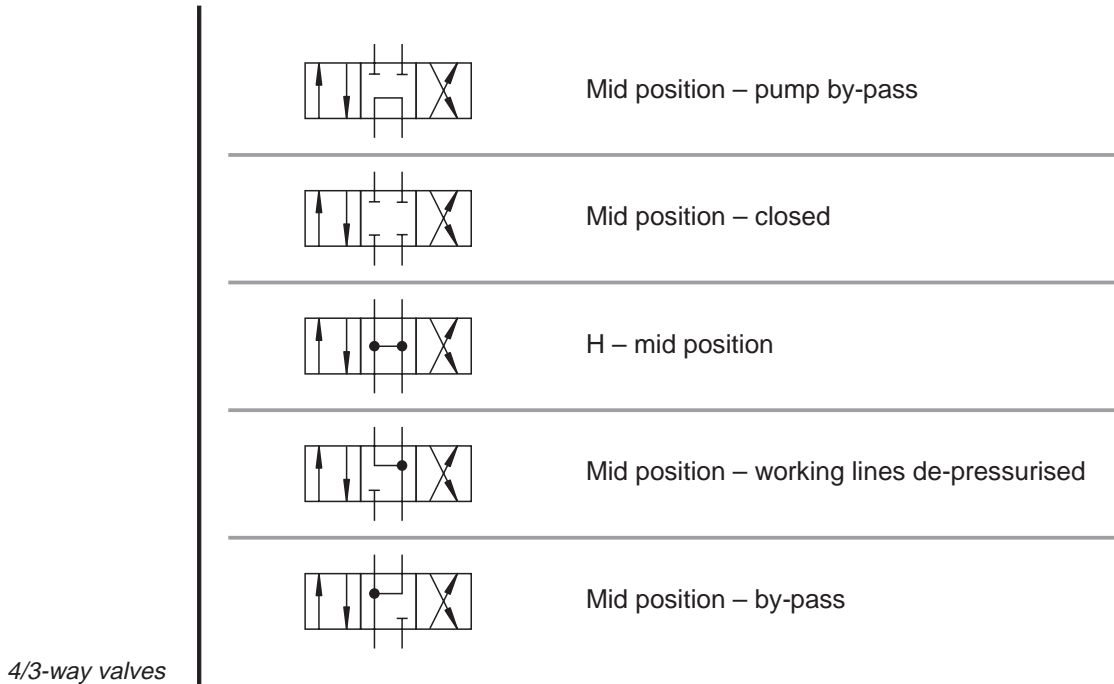 Mid position – pump by-pass
Mid position – closed
H – mid position
Mid position – working lines de-pressurised
Mid position – by-pass
4/3-way valves